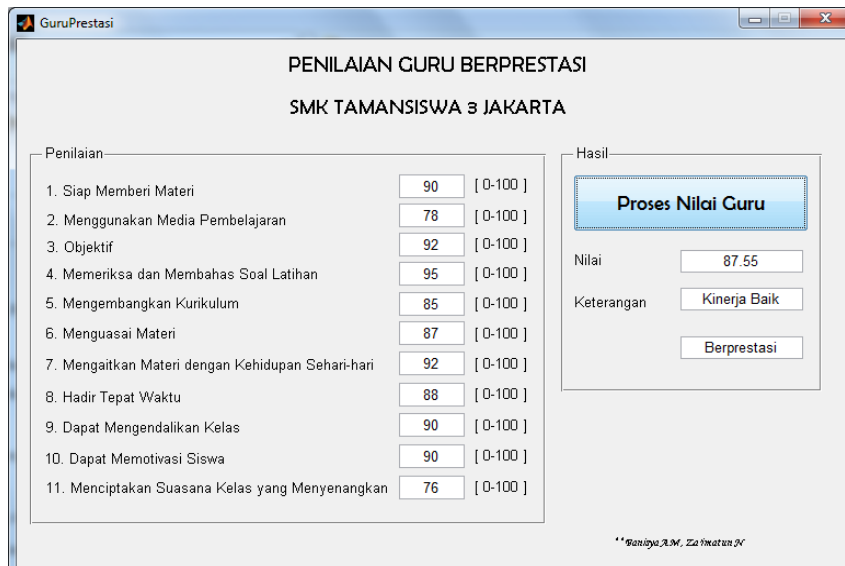 GuruPrestasi
PENILAIAN GURU BERPRESTASI
SMK TAMANSISWA 3 JAKARTA
Penilaian
1. Siap Memberi Materi 90 [ 0-100 ]
2. Menggunakan Media Pembelajaran 78 [ 0-100 ]
3. Objektif 92 [ 0-100 ]
4. Memeriksa dan Membahas Soal Latihan 95 [ 0-100 ]
5. Mengembangkan Kurikulum 85 [ 0-100 ]
6. Menguasai Materi 87 [ 0-100 ]
7. Mengaitkan Materi dengan Kehidupan Sehari-hari 92 [ 0-100 ]
8. Hadir Tepat Waktu 88 [ 0-100 ]
9. Dapat Mengendalikan Kelas 90 [ 0-100 ]
10. Dapat Memotivasi Siswa 90 [ 0-100 ]
11. Menciptakan Suasana Kelas yang Menyenangkan 76 [ 0-100 ]
Hasil
Proses Nilai Guru
Nilai 87.55
Keterangan Kinerja Baik
Berprestasi
**Banisya A.M, Za'imatun N